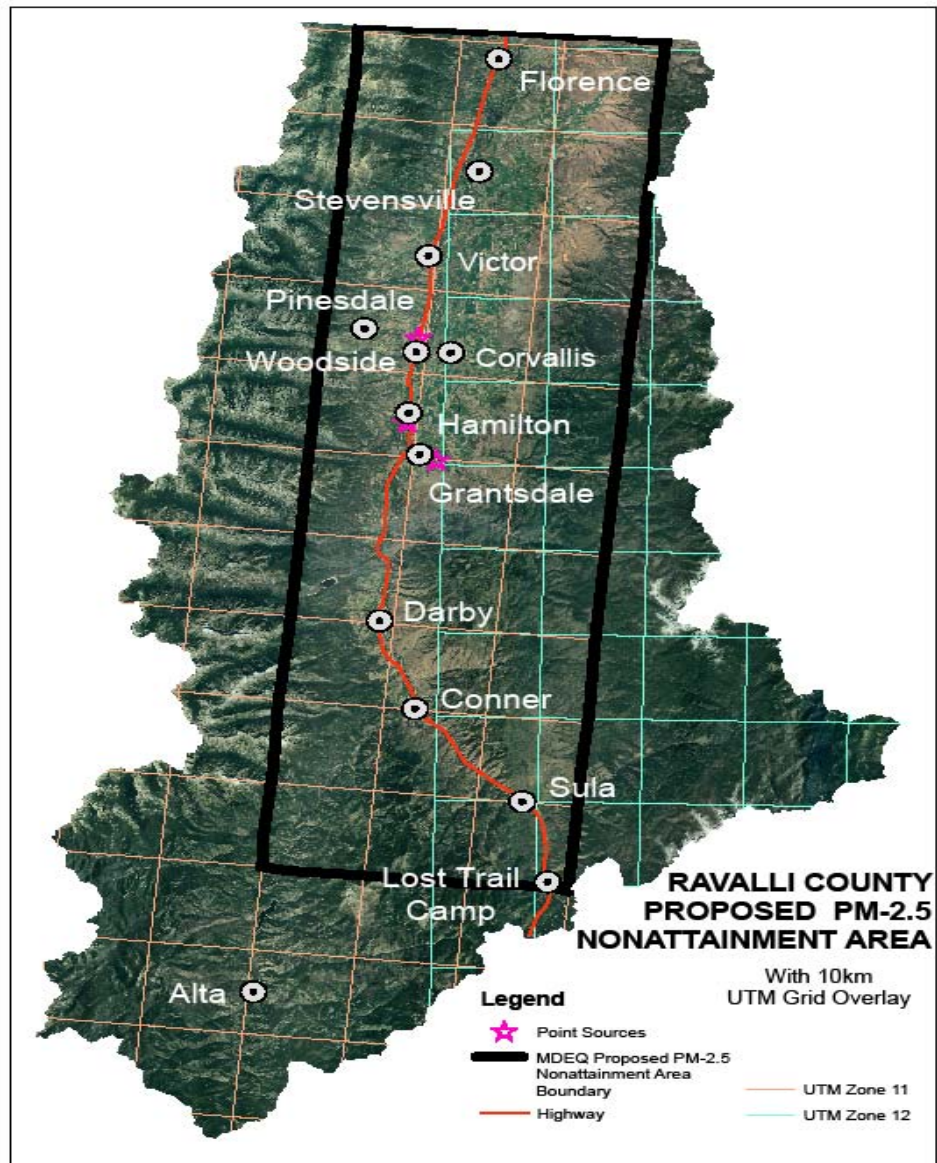 Florence
Stevensville
Victor
Pinesdale
Woodside
Corvallis
Hamilton
Grantsdale
Darby
Conner
Sula
Lost Trail
Camp
Alta
RAVALLI COUNTY
PROPOSED PM-2.5
NONATTAINMENT AREA
With 10km
UTM Grid Overlay
Legend
Point Sources
MDEQ Proposed PM-2.5
Nonattainment Area
Boundary
Highway
UTM Zone 11
UTM Zone 12